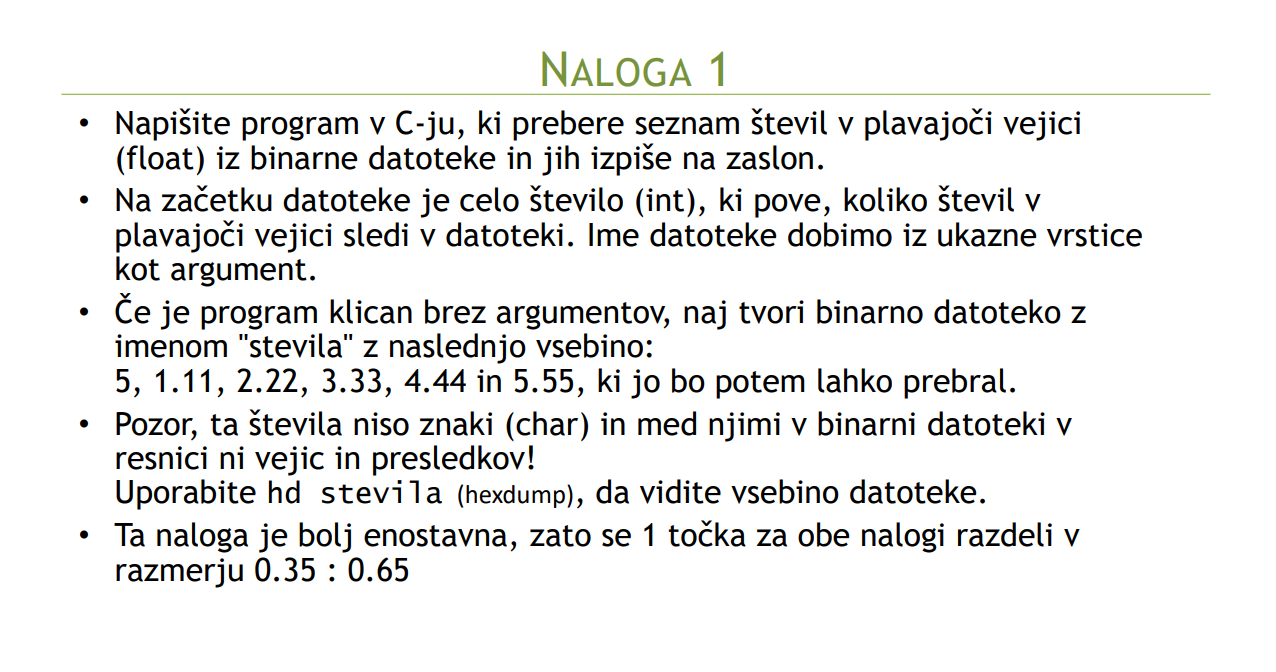 NALOGA 1
• Napišite program v C-ju, ki prebere seznam števil v plavajoči vejici
(float) iz binarne datoteke in jih izpiše na zaslon.
• Na začetku datoteke je celo število (int), ki pove, koliko števil v
plavajoči vejici sledi v datoteki. Ime datoteke dobimo iz ukazne vrstice
kot argument.
• Če je program klican brez argumentov, naj tvori binarno datoteko z
imenom "stevila" z naslednjo vsebino:
5, 1.11, 2.22, 3.33, 4.44 in 5.55, ki jo bo potem lahko prebral.
• Pozor, ta števila niso znaki (char) in med njimi v binarni datoteki v
resnici ni vejic in presledkov!
Uporabite hd stevila (hexdump), da vidite vsebino datoteke.
• Ta naloga je bolj enostavna, zato se 1 točka za obe nalogi razdeli v
razmerju 0.35 : 0.65